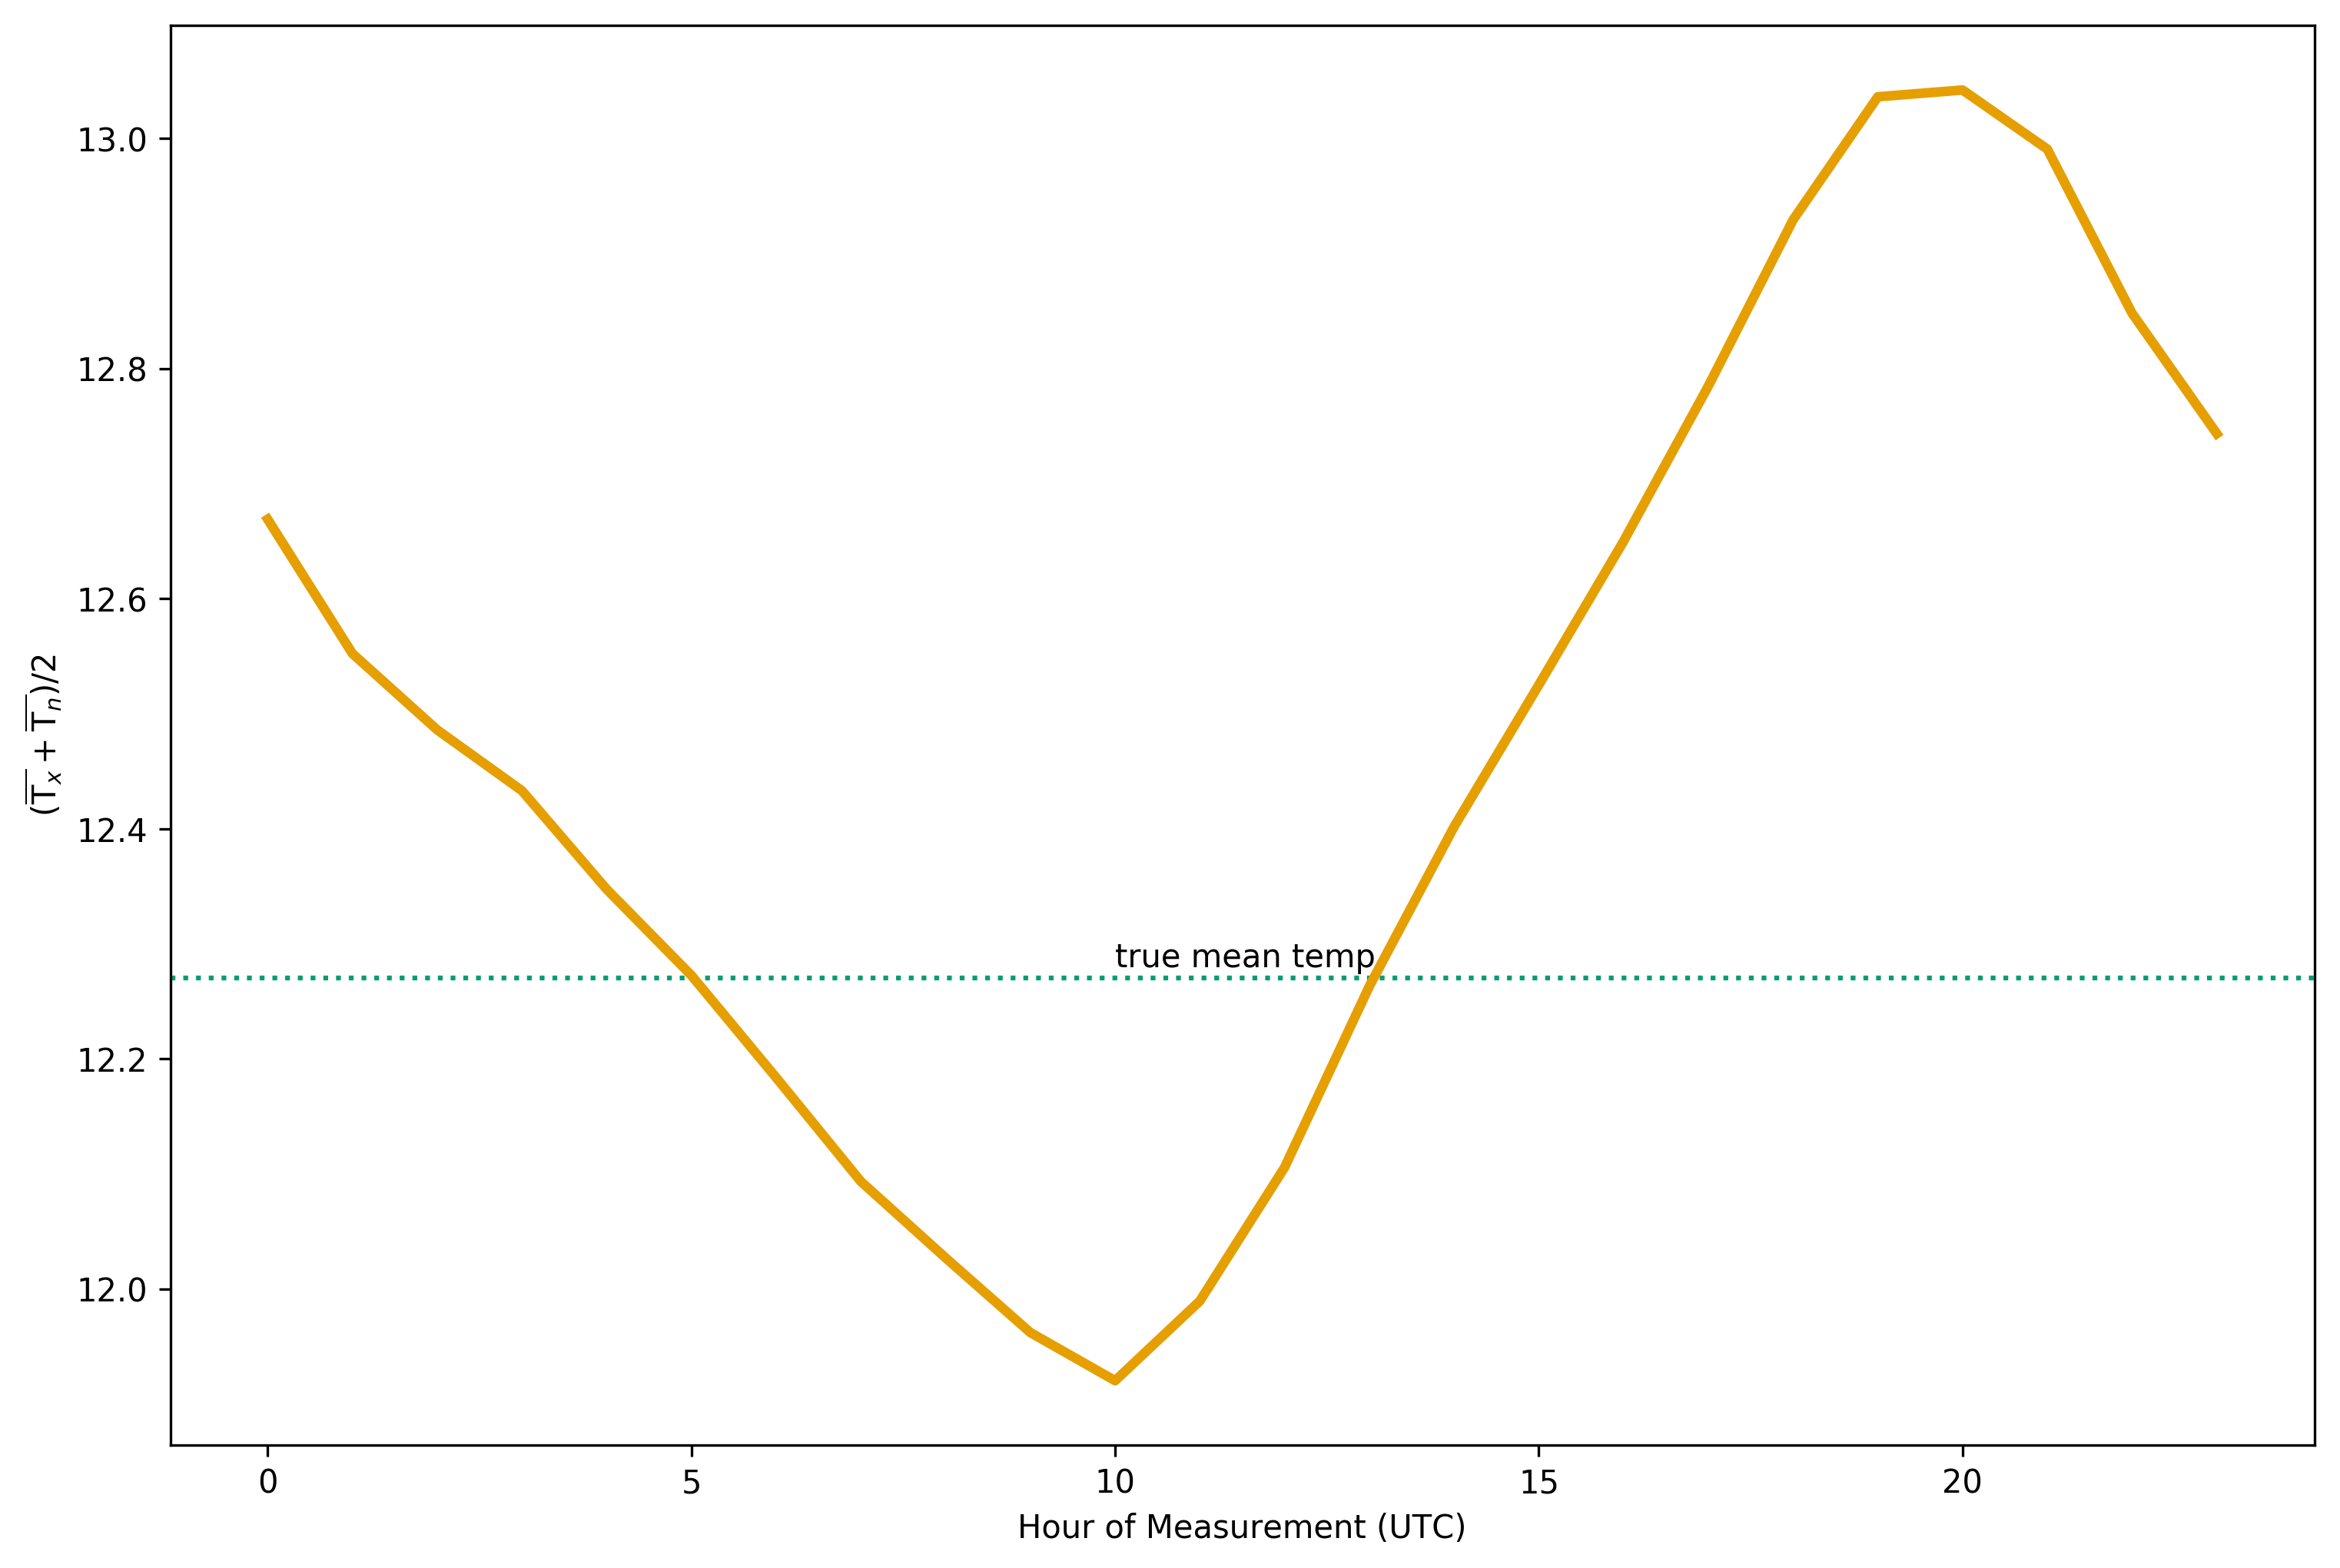 13.0
12.8
12.6
12.4
12.2
12.0
(T̅ₓ + T̅ₙ)/2
true mean temp
0 5 10 15 20
Hour of Measurement (UTC)